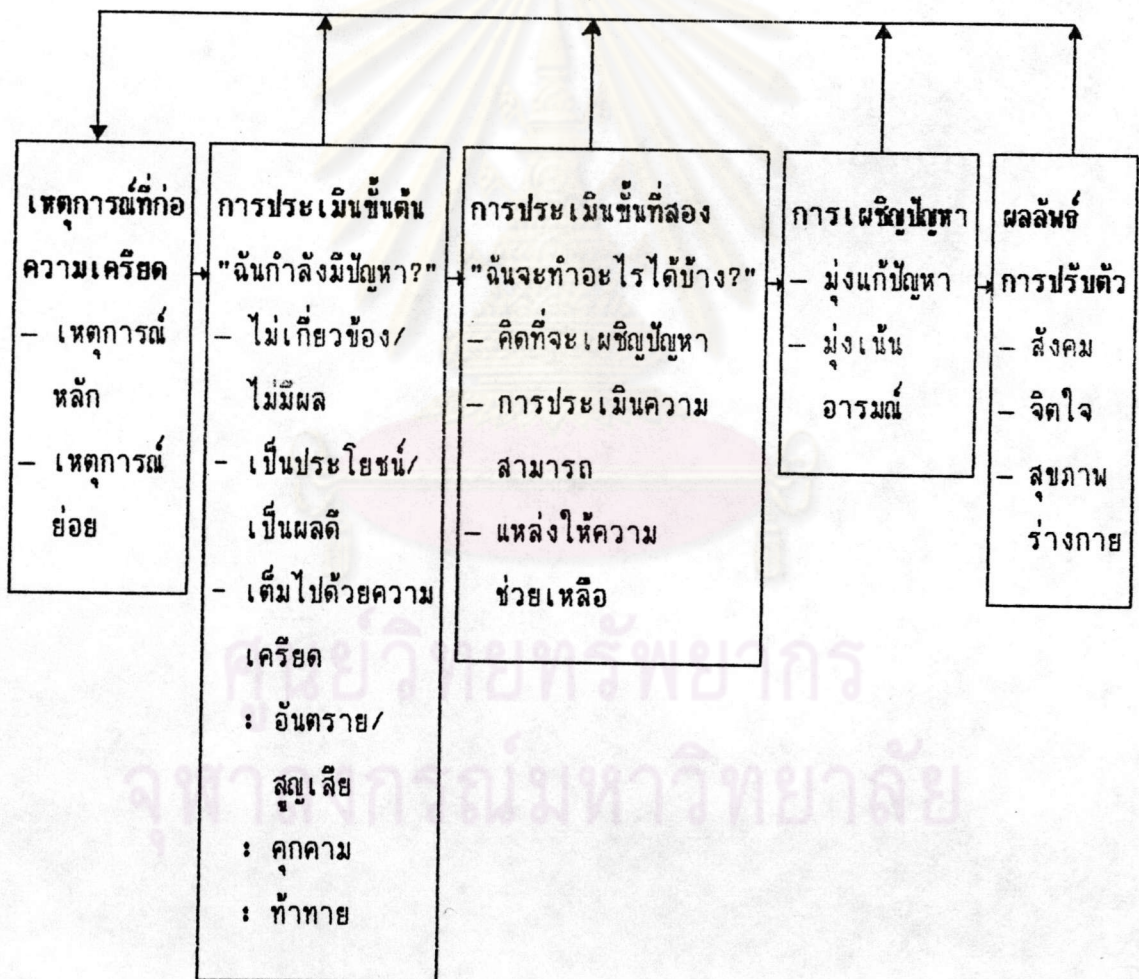 เหตุการณ์ที่ก่อ
ความเครียด
- เหตุการณ์
หลัก
- เหตุการณ์
ย่อย
การประเมินขั้นต้น
"ฉันกำลังมีปัญหา?"
- ไม่เกี่ยวข้อง/
ไม่มีผล
- เป็นประโยชน์/
เป็นผลดี
- เต็มไปด้วยความ
เครียด
: อันตราย/
สูญเสีย
: คุกคาม
: ท้าทาย
การประเมินขั้นที่สอง
"ฉันจะทำอะไรได้บ้าง?"
- คิดที่จะเผชิญปัญหา
- การประเมินความ
สามารถ
- แหล่งให้ความ
ช่วยเหลือ
การเผชิญปัญหา
- มุ่งแก้ปัญหา
- มุ่งเน้น
อารมณ์
ผลลัพธ์
การปรับตัว
- สังคม
- จิตใจ
- สุขภาพ
ร่างกาย
ศูนย์วิทยทรัพยากร
จุฬาลงกรณ์มหาวิทยาลัย